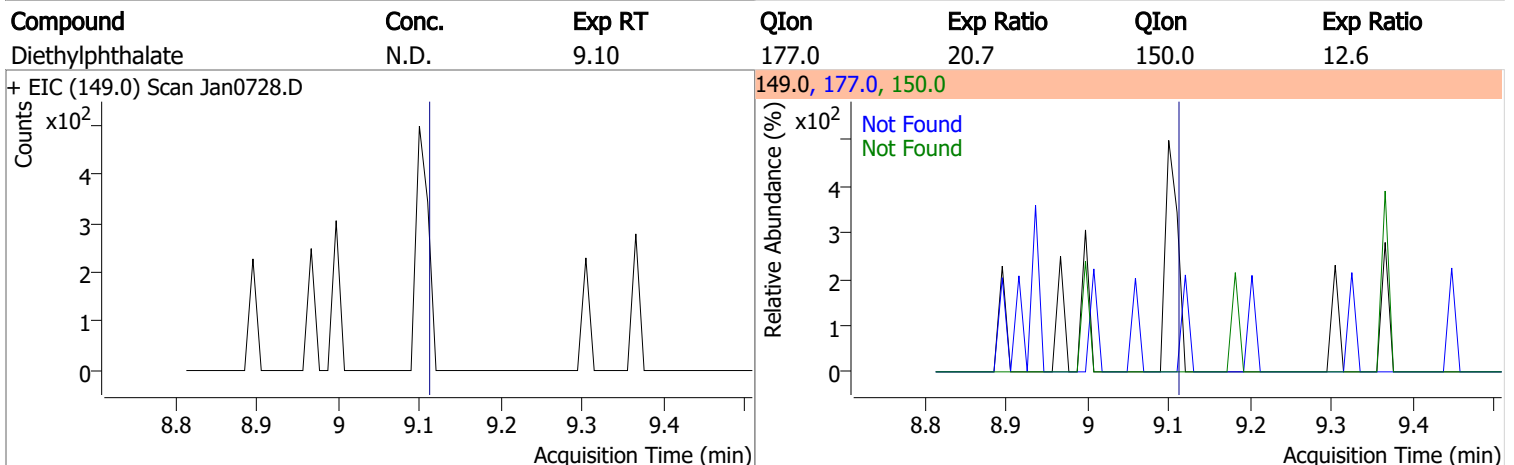 Compound Conc. Exp RT QIon Exp Ratio QIon Exp Ratio
Diethylphthalate N.D. 9.10 177.0 20.7 150.0 12.6
+ EIC (149.0) Scan Jan0728.D
Counts
x10²
4
3
2
1
0
8.8 8.9 9 9.1 9.2 9.3 9.4
Acquisition Time (min)
149.0, 177.0, 150.0
Relative Abundance (%)
x10²
Not Found
Not Found
4
3
2
1
0
8.8 8.9 9 9.1 9.2 9.3 9.4
Acquisition Time (min)